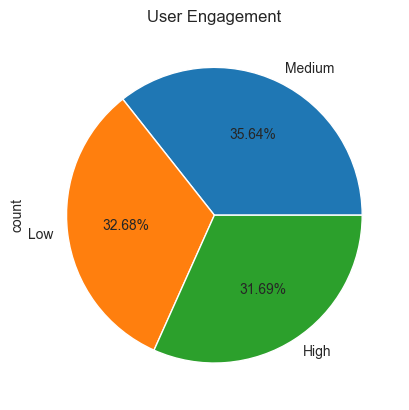 User Engagement
Medium
35.64%
count
Low
32.68%
31.69%
High